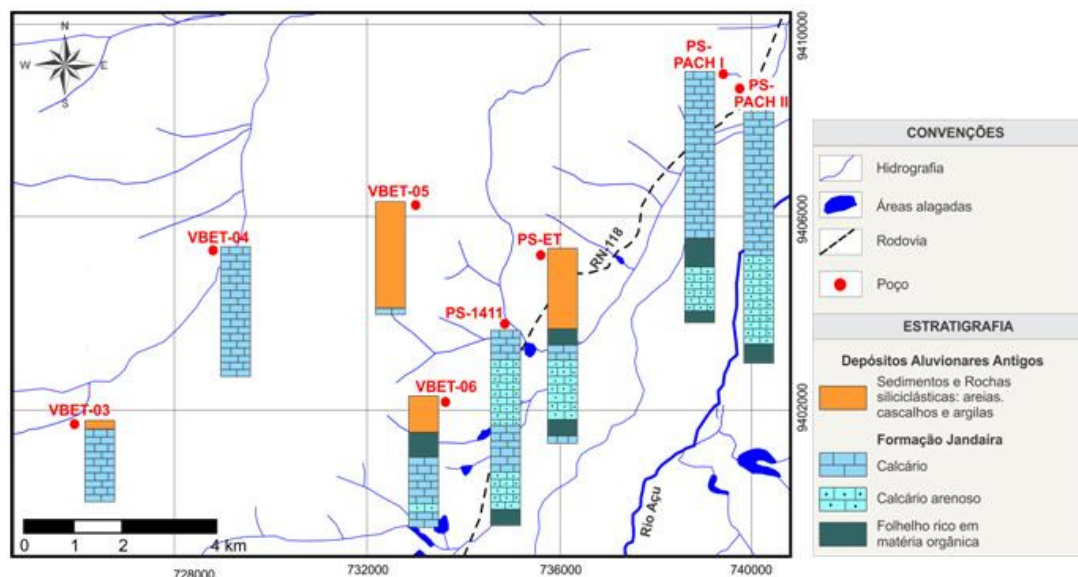 N
W E
S
PS-
PACH I
PS-
PACH II
VBET-05
VBET-04
PS-ET
RN-118
PS-1411
VBET-06
VBET-03
Rio Açu
0 1 2 4 km
728000
732000
736000
740000
9410000
9406000
9402000
CONVENÇÕES
Hidrografia
Áreas alagadas
Rodovia
Poço
ESTRATIGRAFIA
Depósitos Aluvionares Antigos
Sedimentos e Rochas
siliciclásticas: areias.
cascalhos e argilas
Formação Jandaira
Calcário
Calcário arenoso
Folhelho rico em
matéria orgânica